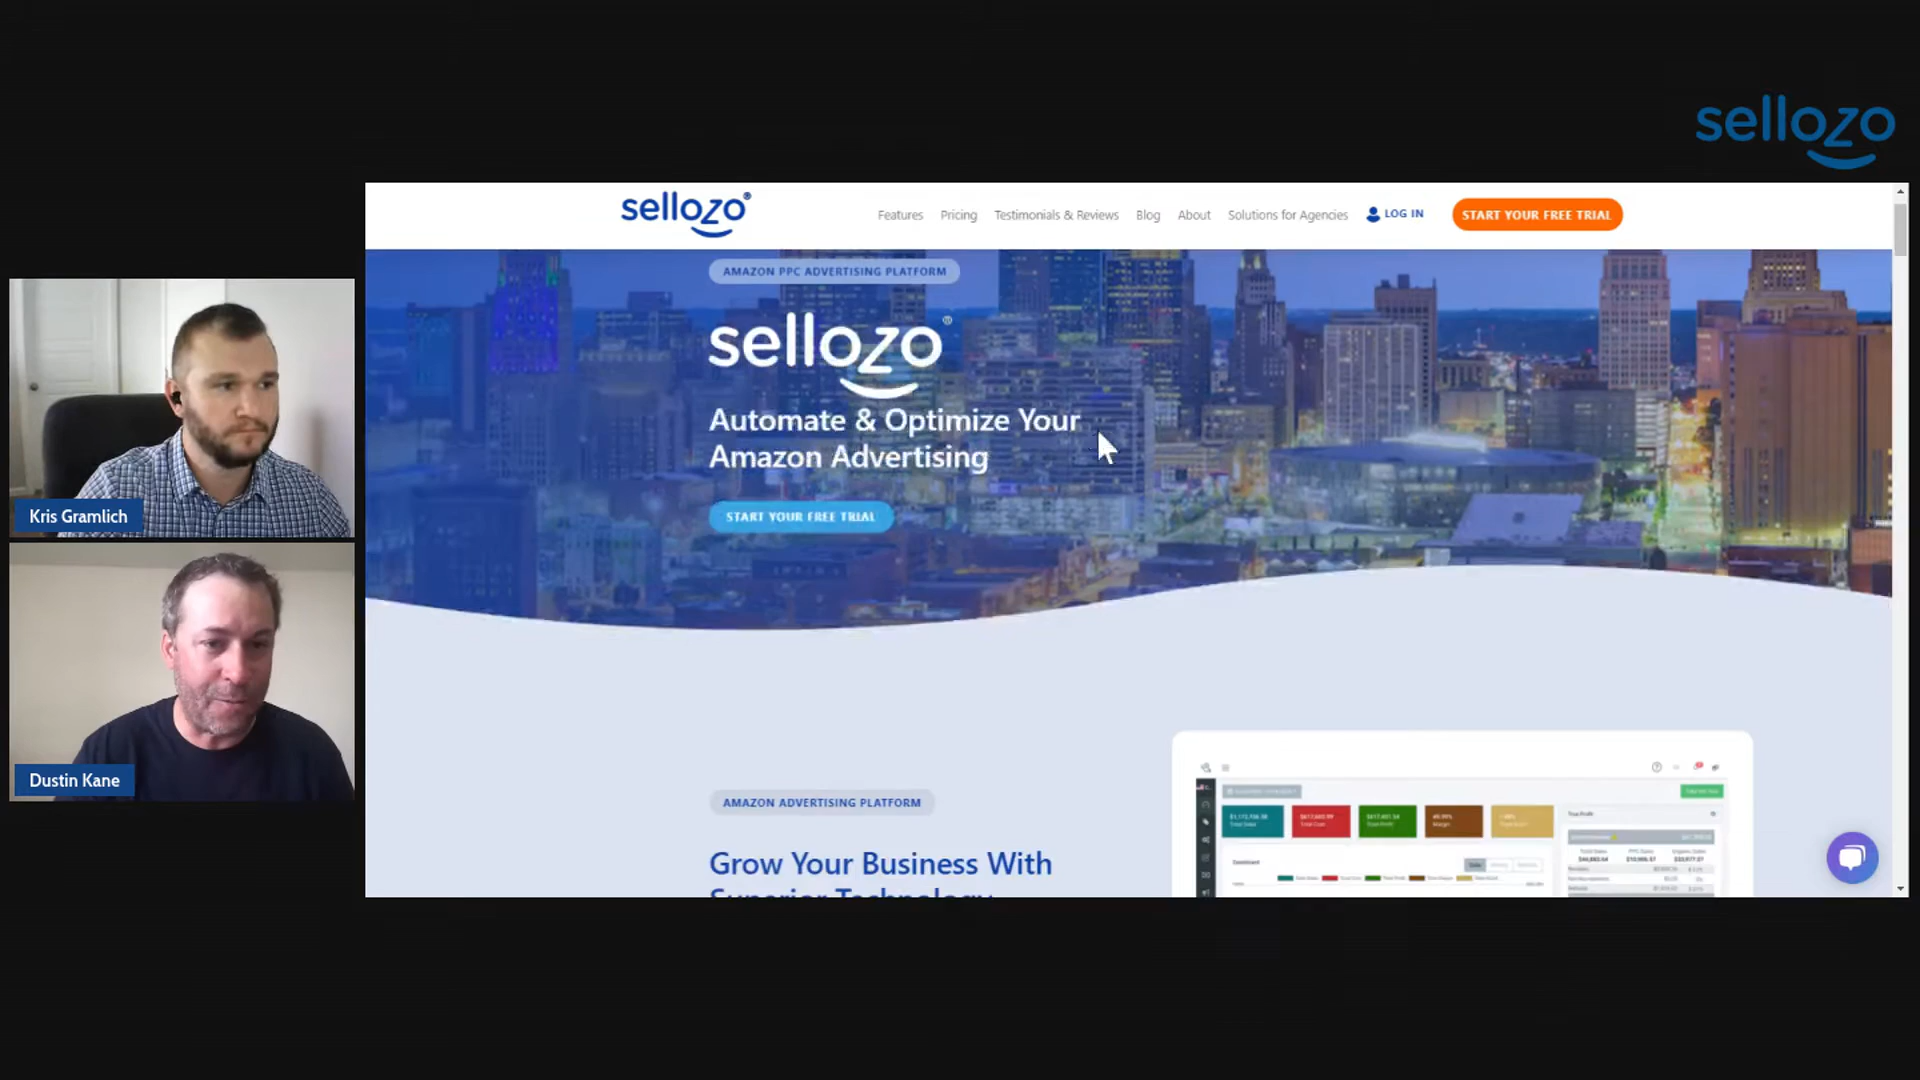 sellozo
sellozo®
Features
Pricing
Testimonials & Reviews
Blog
About
Solutions for Agencies
LOG IN
START YOUR FREE TRIAL
AMAZON PPC ADVERTISING PLATFORM
sellozo®
Automate & Optimize Your
Amazon Advertising
START YOUR FREE TRIAL
Kris Gramlich
Dustin Kane
AMAZON ADVERTISING PLATFORM
Grow Your Business With
Superior Technology